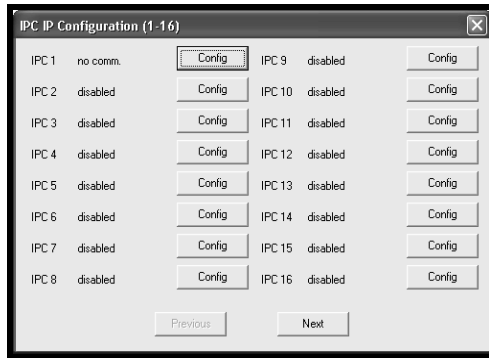 IPC IP Configuration (1-16)
IPC 1 no comm. Config IPC 9 disabled Config
IPC 2 disabled Config IPC 10 disabled Config
IPC 3 disabled Config IPC 11 disabled Config
IPC 4 disabled Config IPC 12 disabled Config
IPC 5 disabled Config IPC 13 disabled Config
IPC 6 disabled Config IPC 14 disabled Config
IPC 7 disabled Config IPC 15 disabled Config
IPC 8 disabled Config IPC 16 disabled Config
Previous Next